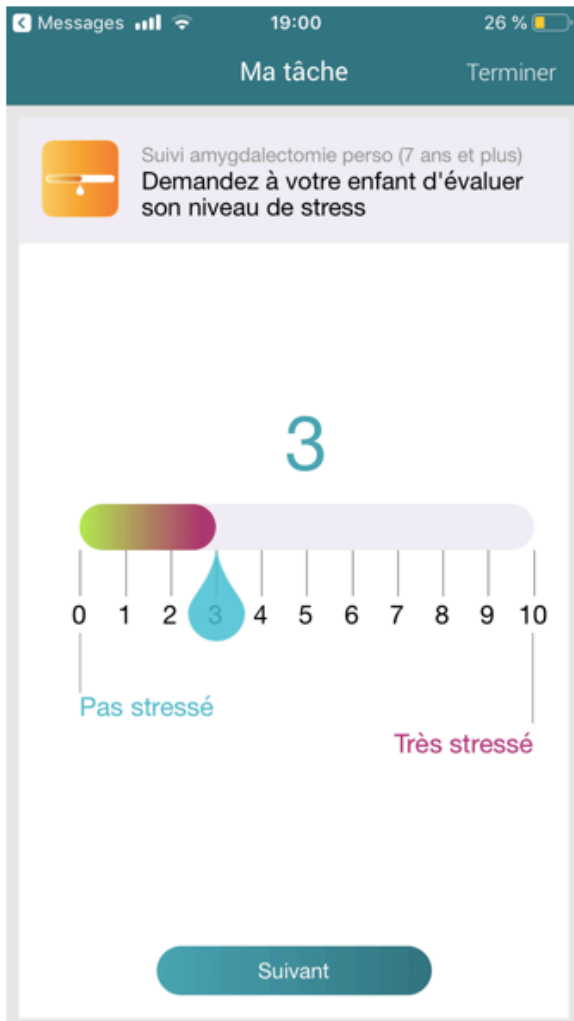 Messages 19:00 26 %
Ma tâche Terminer
Suivi amygdalectomie perso (7 ans et plus)
Demandez à votre enfant d'évaluer
son niveau de stress
3
0 1 2 3 4 5 6 7 8 9 10
Pas stressé
Très stressé
Suivant